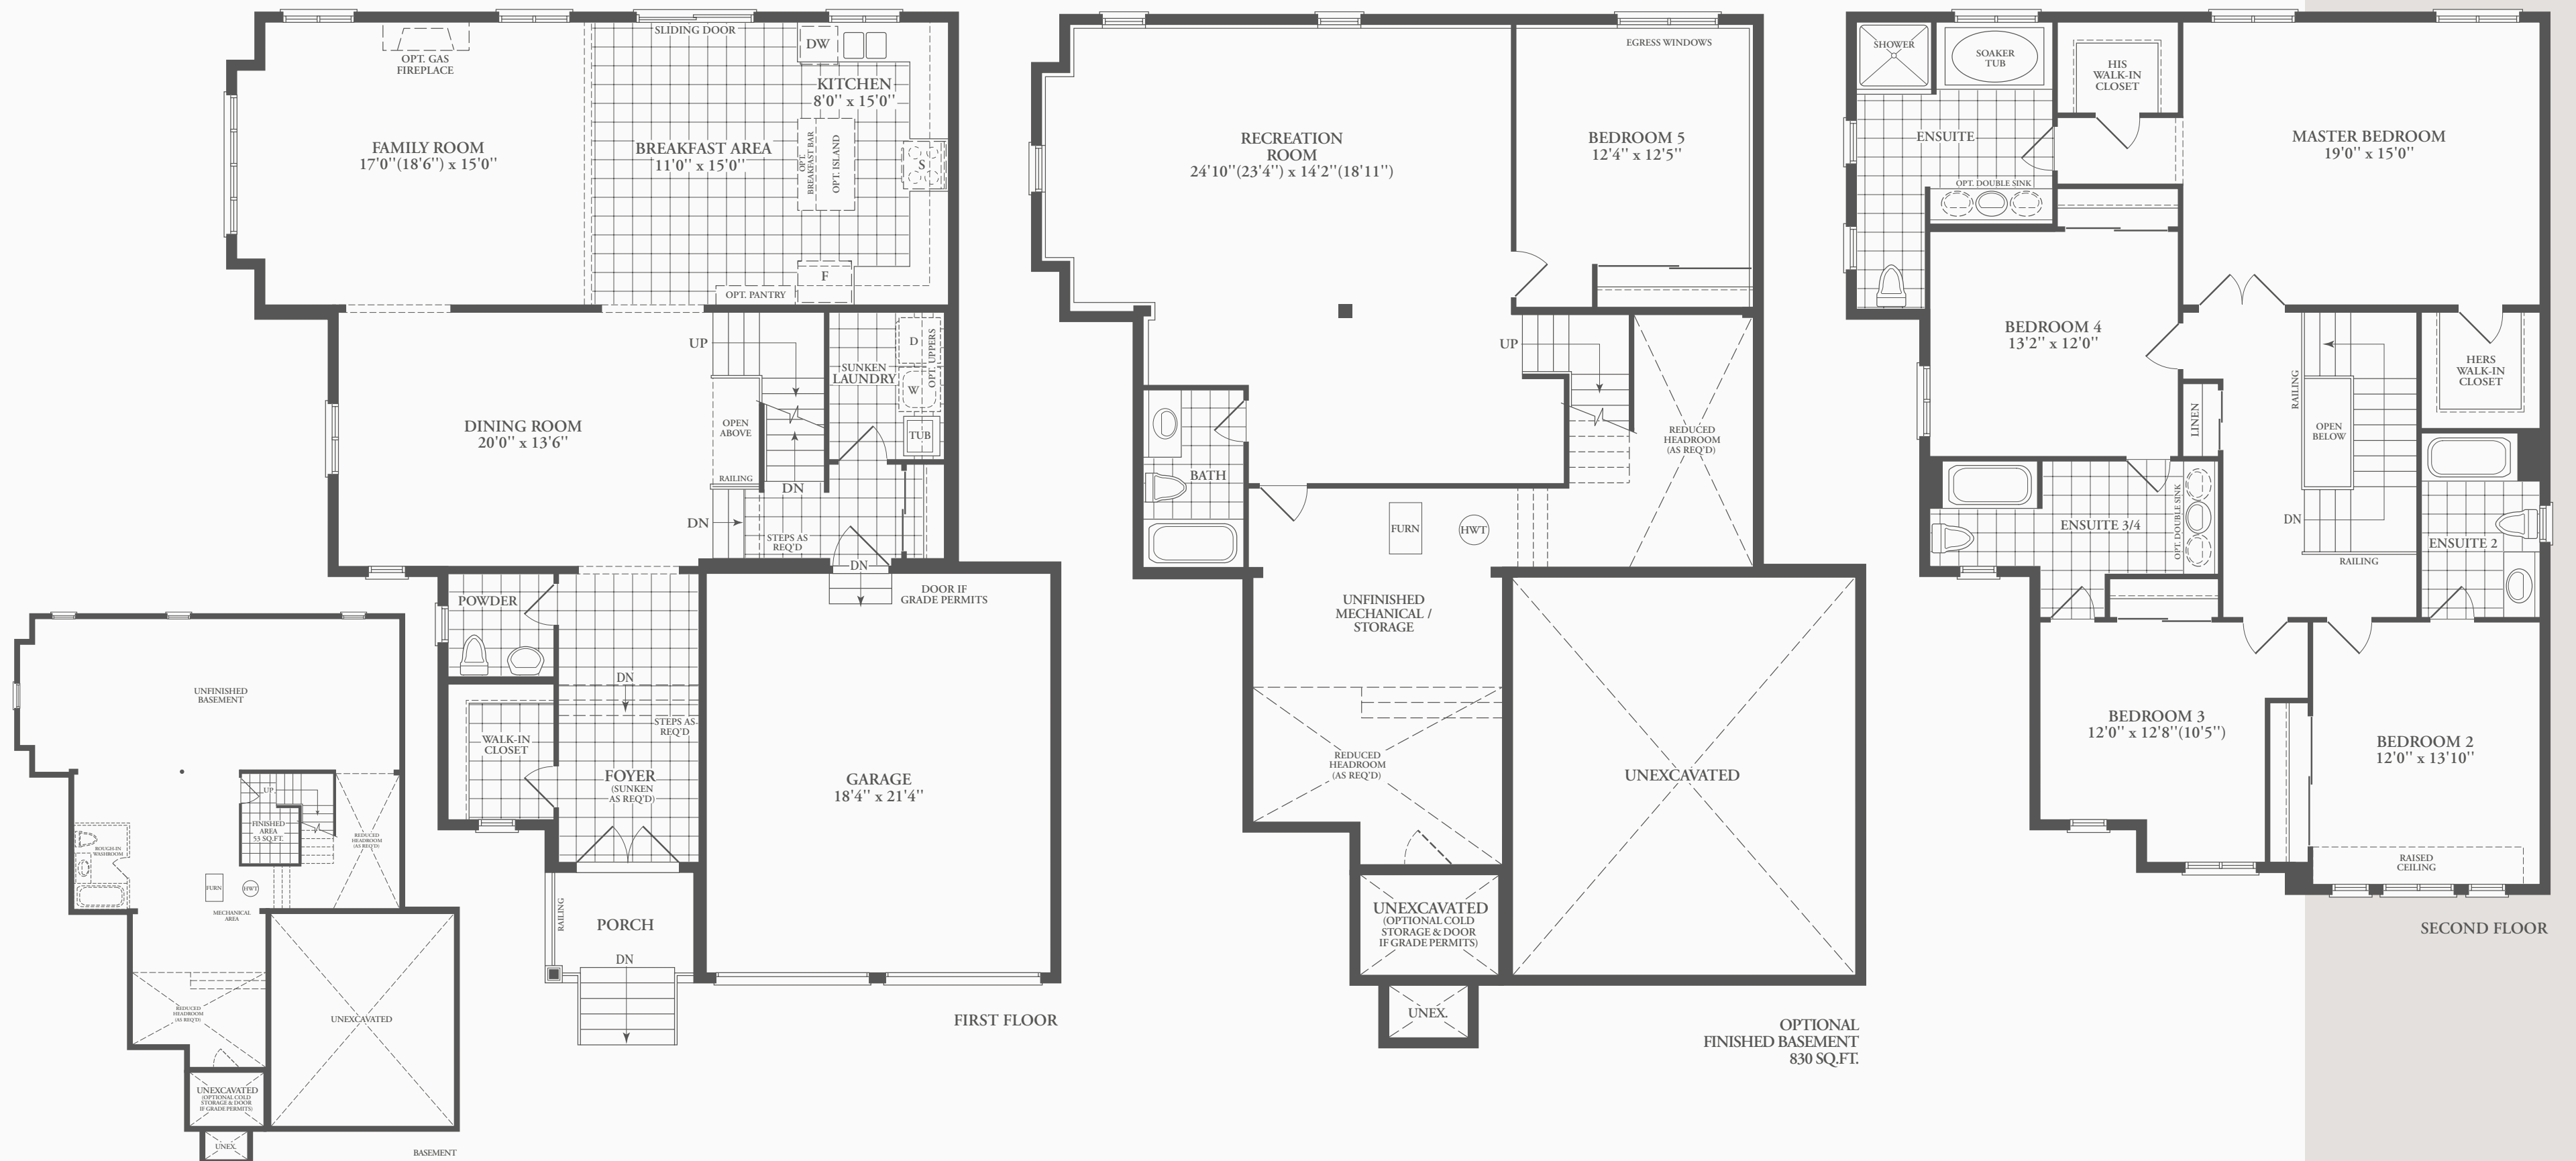 SLIDING DOOR
OPT. GAS
FIREPLACE
DW
KITCHEN
8'0'' x 15'0''
FAMILY ROOM
17'0''(18'6'') x 15'0''
BREAKFAST AREA
11'0'' x 15'0''
OPT.
BREAKFAST BAR
OPT. ISLAND
S
F
OPT. PANTRY
UP
D
W
OPT. UPPERS
SUNKEN
LAUNDRY
TUB
DINING ROOM
20'0'' x 13'6''
OPEN
ABOVE
RAILING
DN
DN
STEPS AS
REQ'D
DN
DOOR IF
GRADE PERMITS
POWDER
DN
STEPS AS
REQ'D
WALK-IN
CLOSET
FOYER
(SUNKEN
AS REQ'D)
GARAGE
18'4'' x 21'4''
RAILING
PORCH
DN
FIRST FLOOR
UNFINISHED
BASEMENT
UP
FINISHED
AREA
53 SQ.FT.
REDUCED
HEADROOM
(AS REQ'D)
ROUGH-IN
WASHROOM
FURN
HWT
MECHANICAL
AREA
REDUCED
HEADROOM
(AS REQ'D)
UNEXCAVATED
UNEXCAVATED
(OPTIONAL COLD
STORAGE & DOOR
IF GRADE PERMITS)
UNEX.
BASEMENT
EGRESS WINDOWS
RECREATION
ROOM
24'10''(23'4'') x 14'2''(18'11'')
BEDROOM 5
12'4'' x 12'5''
UP
REDUCED
HEADROOM
(AS REQ'D)
BATH
FURN
HWT
UNFINISHED
MECHANICAL /
STORAGE
REDUCED
HEADROOM
(AS REQ'D)
UNEXCAVATED
UNEXCAVATED
(OPTIONAL COLD
STORAGE & DOOR
IF GRADE PERMITS)
UNEX.
OPTIONAL
FINISHED BASEMENT
830 SQ.FT.
SHOWER
SOAKER
TUB
HIS
WALK-IN
CLOSET
ENSUITE
MASTER BEDROOM
19'0'' x 15'0''
OPT. DOUBLE SINK
BEDROOM 4
13'2'' x 12'0''
HERS
WALK-IN
CLOSET
RAILING
LINEN
OPEN
BELOW
ENSUITE 3/4
OPT. DOUBLE SINK
DN
RAILING
ENSUITE 2
BEDROOM 3
12'0'' x 12'8''(10'5'')
BEDROOM 2
12'0'' x 13'10''
RAISED
CEILING
SECOND FLOOR